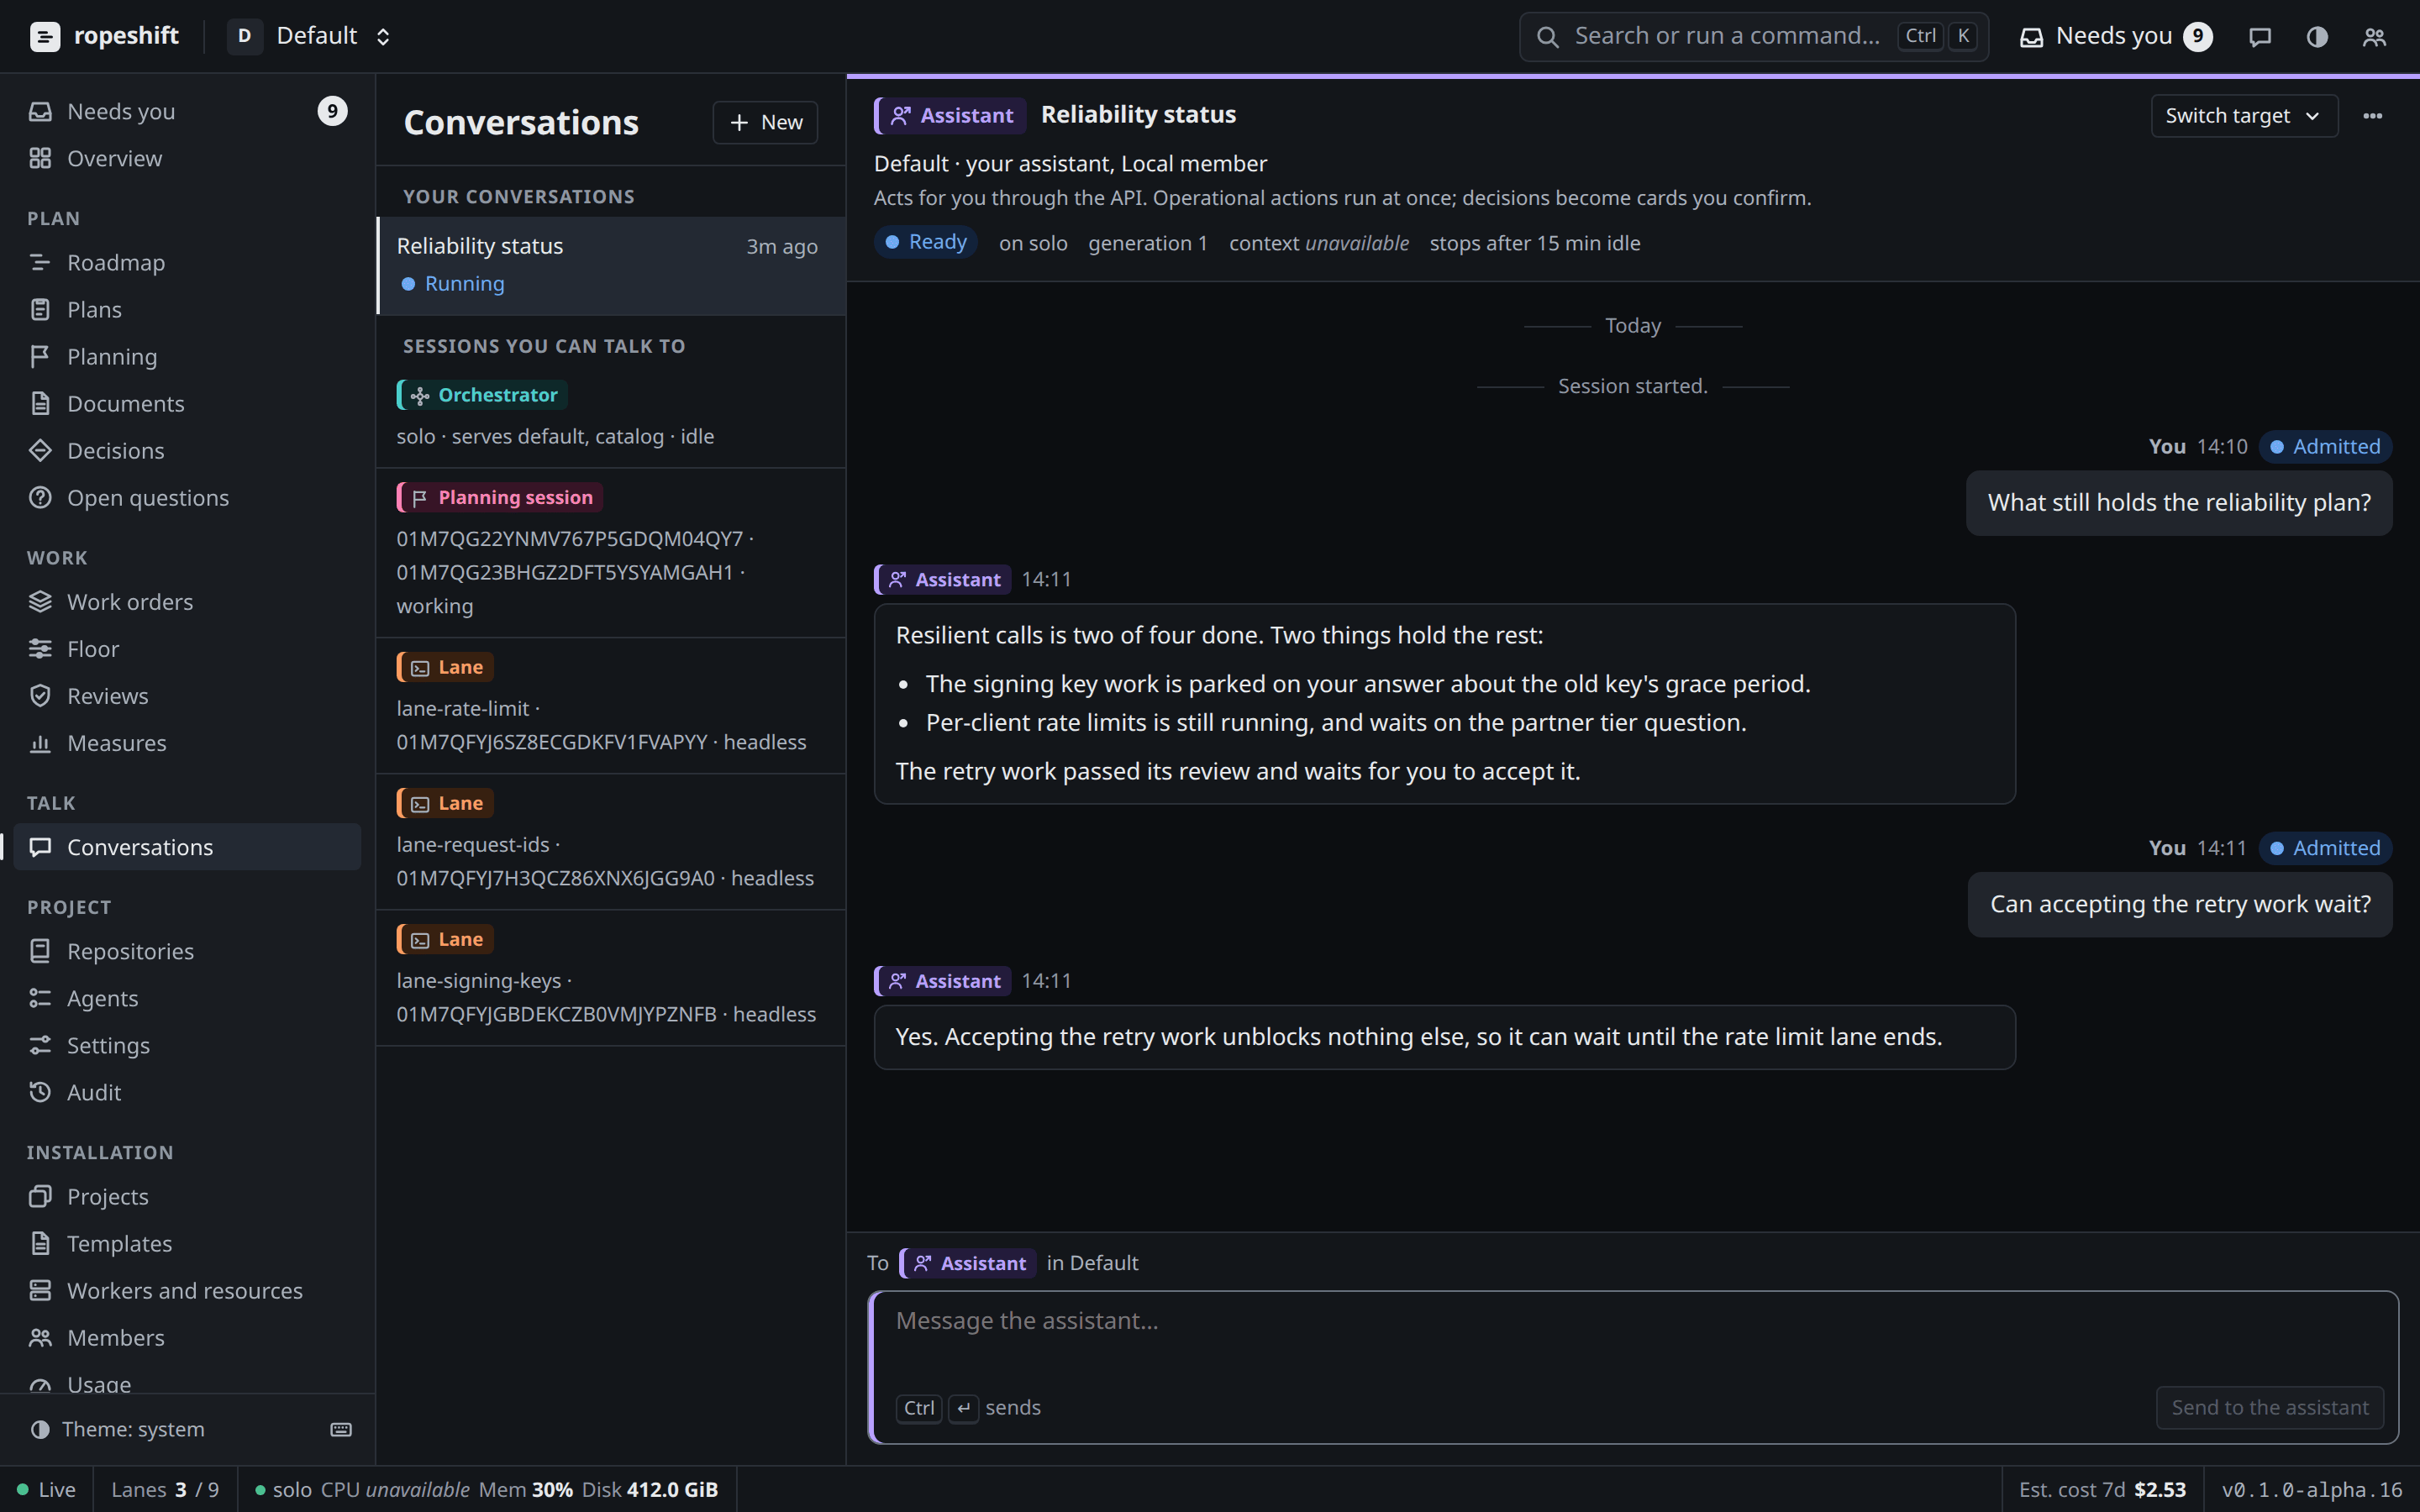 ropeshift
D Default
Search or run a command... Ctrl K
Needs you 9
Needs you 9
Overview
PLAN
Roadmap
Plans
Planning
Documents
Decisions
Open questions
WORK
Work orders
Floor
Reviews
Measures
TALK
Conversations
PROJECT
Repositories
Agents
Settings
Audit
INSTALLATION
Projects
Templates
Workers and resources
Members
Usage
Theme: system
Conversations
New
YOUR CONVERSATIONS
Reliability status 3m ago
Running
SESSIONS YOU CAN TALK TO
Orchestrator
solo · serves default, catalog · idle
Planning session
01M7QG22YNMV767P5GDQM04QY7 ·
01M7QG23BHGZ2DFT5YSYAMGAH1 ·
working
Lane
lane-rate-limit ·
01M7QFYJ6SZ8ECGDKFV1FVAPYY · headless
Lane
lane-request-ids ·
01M7QFYJ7H3QCZ86XNX6JGG9A0 · headless
Lane
lane-signing-keys ·
01M7QFYJGBDEKCZB0VMJYPZNFB · headless
Assistant Reliability status
Switch target
Default · your assistant, Local member
Acts for you through the API. Operational actions run at once; decisions become cards you confirm.
Ready on solo generation 1 context unavailable stops after 15 min idle
Today
Session started.
You 14:10 Admitted
What still holds the reliability plan?
Assistant 14:11
Resilient calls is two of four done. Two things hold the rest:
• The signing key work is parked on your answer about the old key's grace period.
• Per-client rate limits is still running, and waits on the partner tier question.
The retry work passed its review and waits for you to accept it.
You 14:11 Admitted
Can accepting the retry work wait?
Assistant 14:11
Yes. Accepting the retry work unblocks nothing else, so it can wait until the rate limit lane ends.
To Assistant in Default
Message the assistant...
Ctrl ↵ sends
Send to the assistant
Live
Lanes 3 / 9
solo CPU unavailable Mem 30% Disk 412.0 GiB
Est. cost 7d $2.53
v0.1.0-alpha.16